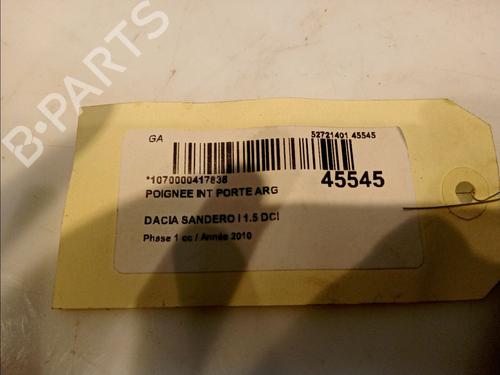 B-PARTS
GA
52721401 45545
*1070000417838
45545
POIGNEE INT PORTE ARG
DACIA SANDERO I 1.5 DCI
Phase 1 cc / Année 2010